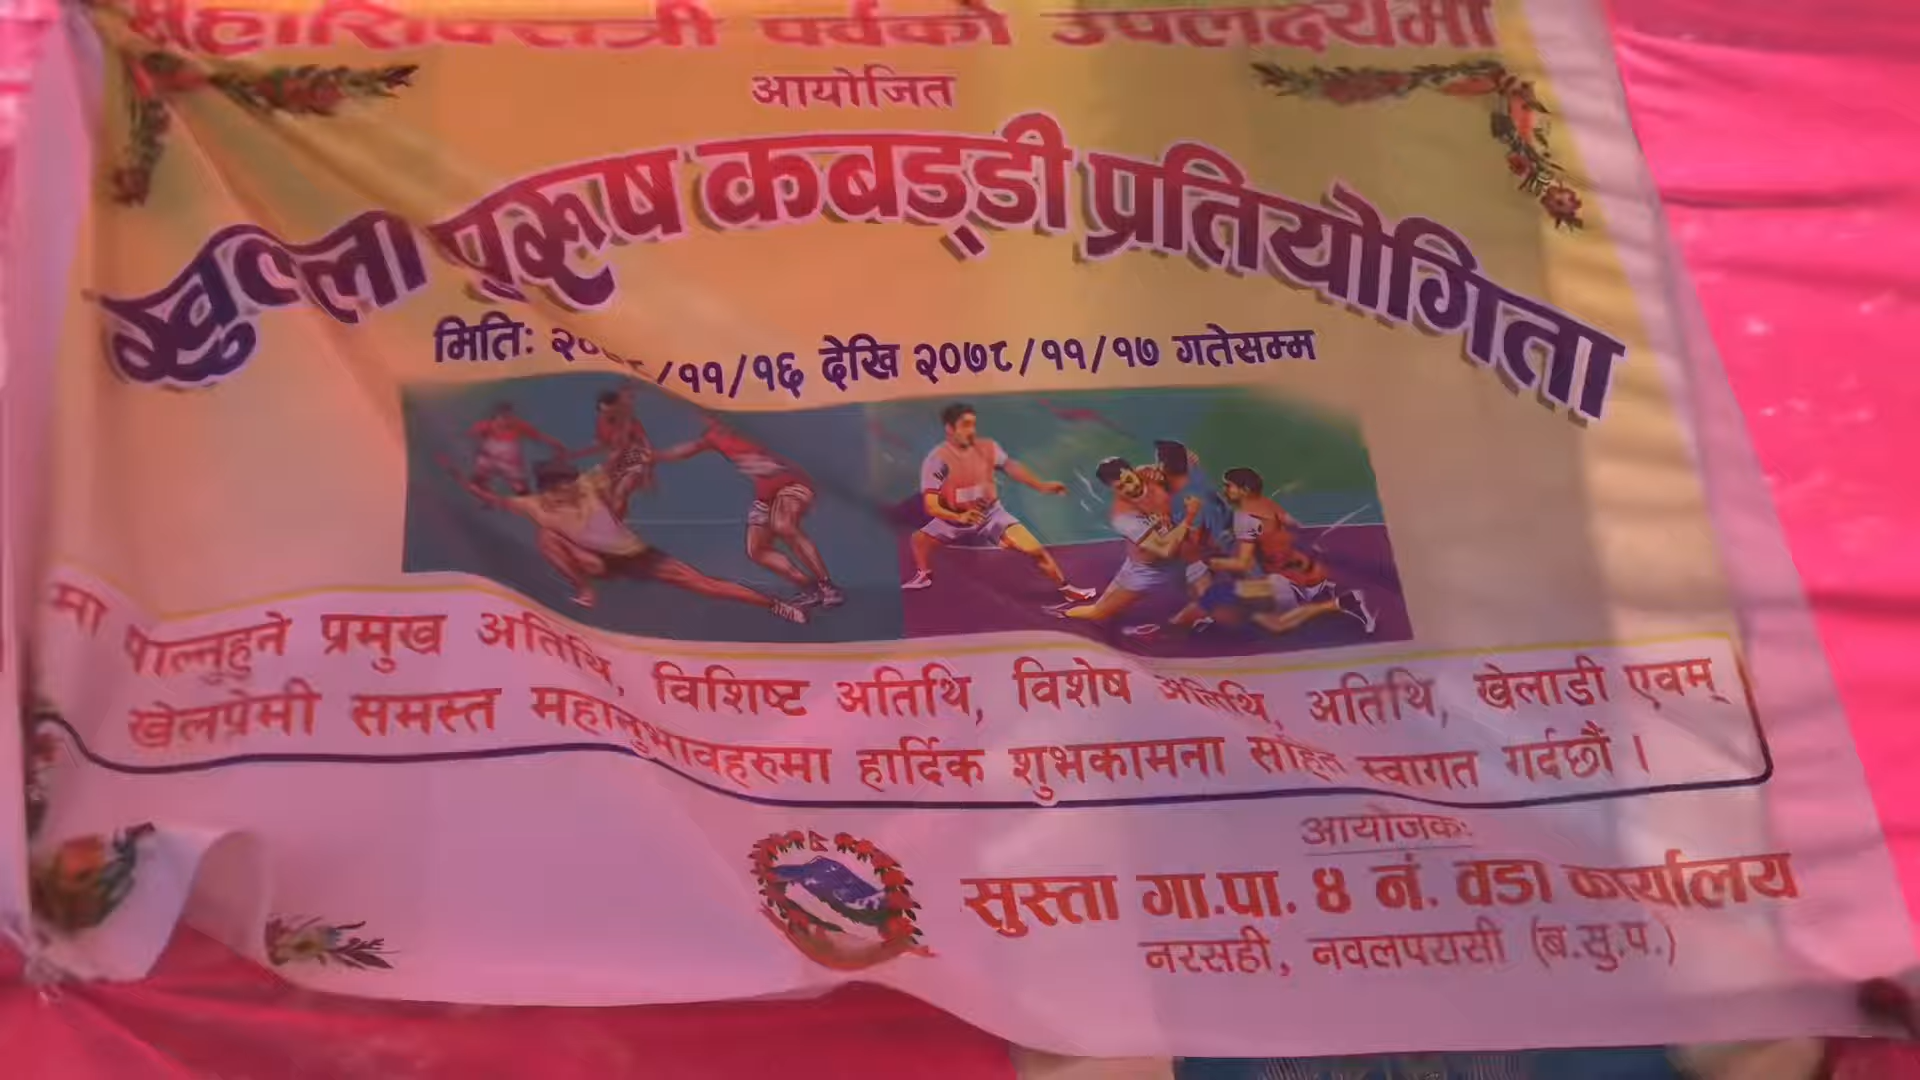 महाशिवरात्री पर्वको उपलक्ष्यमा
आयोजित
खुल्ला पुरूष कबड्डी प्रतियोगिता
मितिः /११/१६ देखि २०७८/११/१७ गतेसम्म
मा पाल्नुहुने प्रमुख अतिथि, विशिष्ट अतिथि, विशेष अतिथि, अतिथि, खेलाडी एवम्
खेलप्रेमी समस्त महानुभावहरुमा हार्दिक शुभकामना सहित स्वागत गर्दछौं ।
आयोजकः
सुस्ता गा.पा. ४ नं. वडा कार्यालय
नरसही, नवलपरासी (ब.सु.प.)